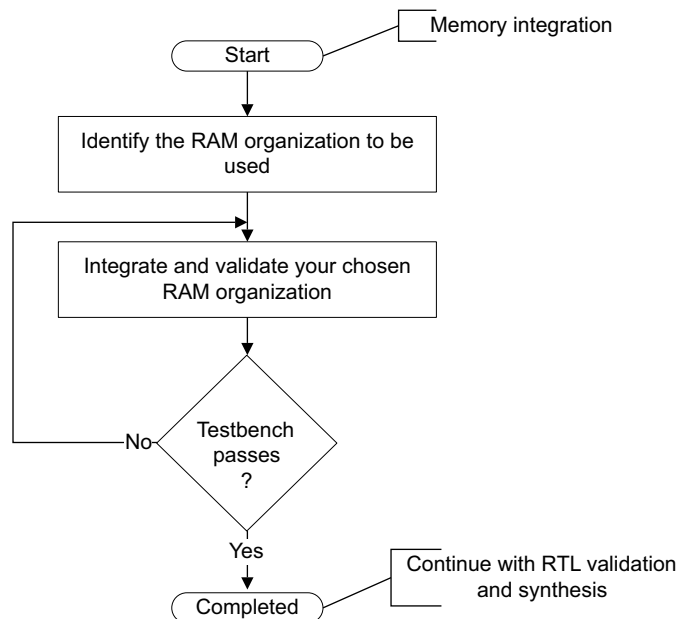 Start
Memory integration
Identify the RAM organization to be
used
Integrate and validate your chosen
RAM organization
Testbench
passes
?
No
Yes
Completed
Continue with RTL validation
and synthesis